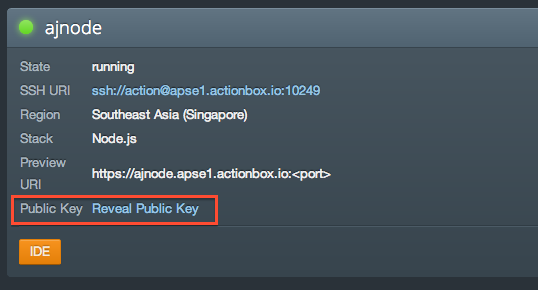 ajnode
State running
SSH URI ssh://action@apse1.actionbox.io:10249
Region Southeast Asia (Singapore)
Stack Node.js
Preview URI https://ajnode.apse1.actionbox.io:<port>
Public Key Reveal Public Key
IDE